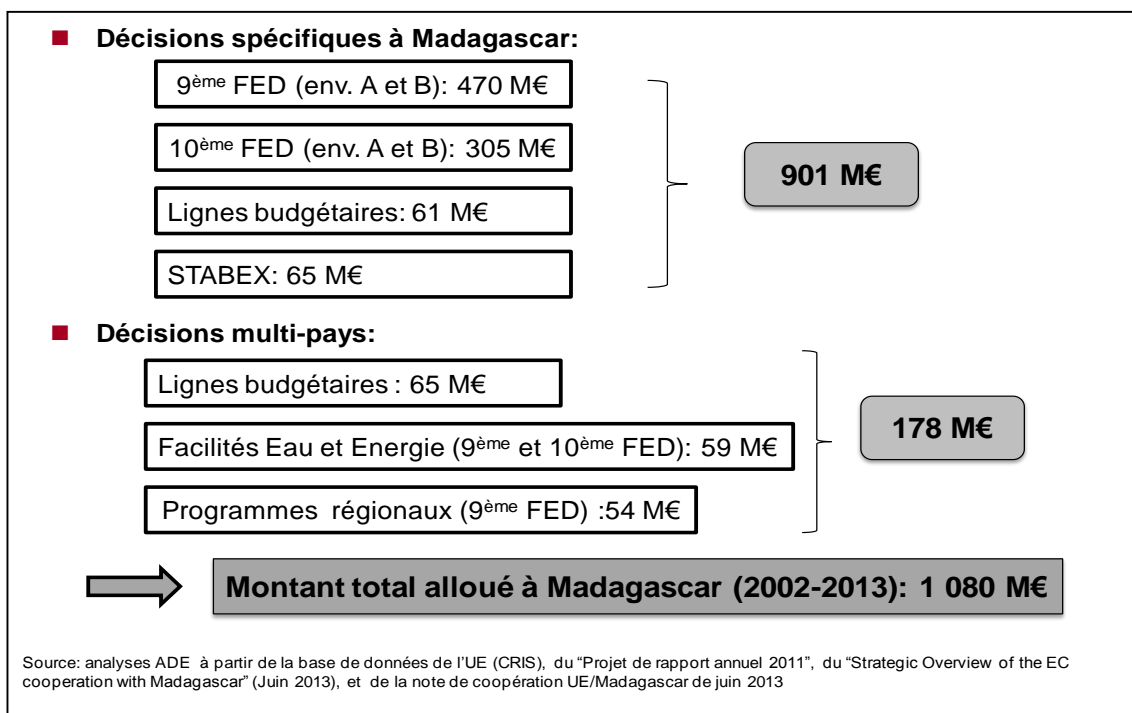 Décisions spécifiques à Madagascar:
9ème FED (env. A et B): 470 M€
10ème FED (env. A et B): 305 M€
Lignes budgétaires: 61 M€
STABEX: 65 M€
901 M€
Décisions multi-pays:
Lignes budgétaires : 65 M€
Facilités Eau et Energie (9ème et 10ème FED): 59 M€
Programmes régionaux (9ème FED) :54 M€
178 M€
Montant total alloué à Madagascar (2002-2013): 1 080 M€
Source: analyses ADE à partir de la base de données de l'UE (CRIS), du “Projet de rapport annuel 2011”, du “Strategic Overview of the EC
cooperation with Madagascar” (Juin 2013), et de la note de coopération UE/Madagascar de juin 2013